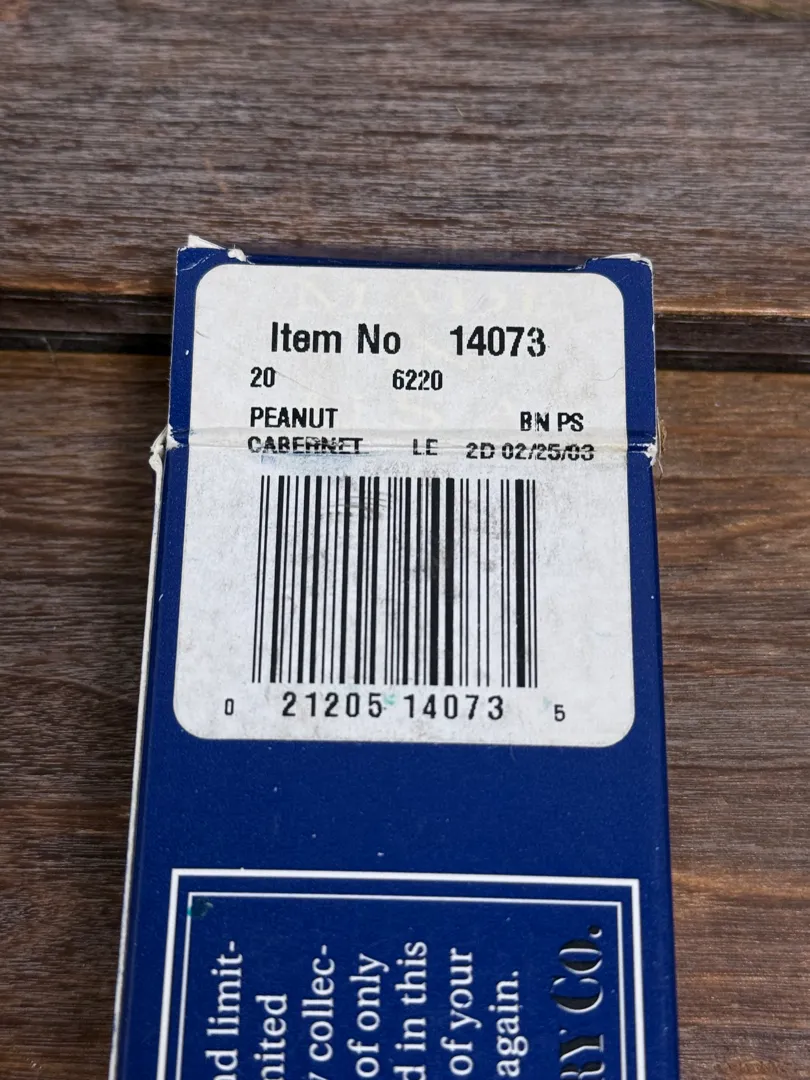 Item No 14073
20 6220
PEANUT BN PS
CABERNET LE 2D 02/25/03
0 21205 14073 5
nd limit-
nited
y collec-
of only
d in this
of your
again.
RY CO.